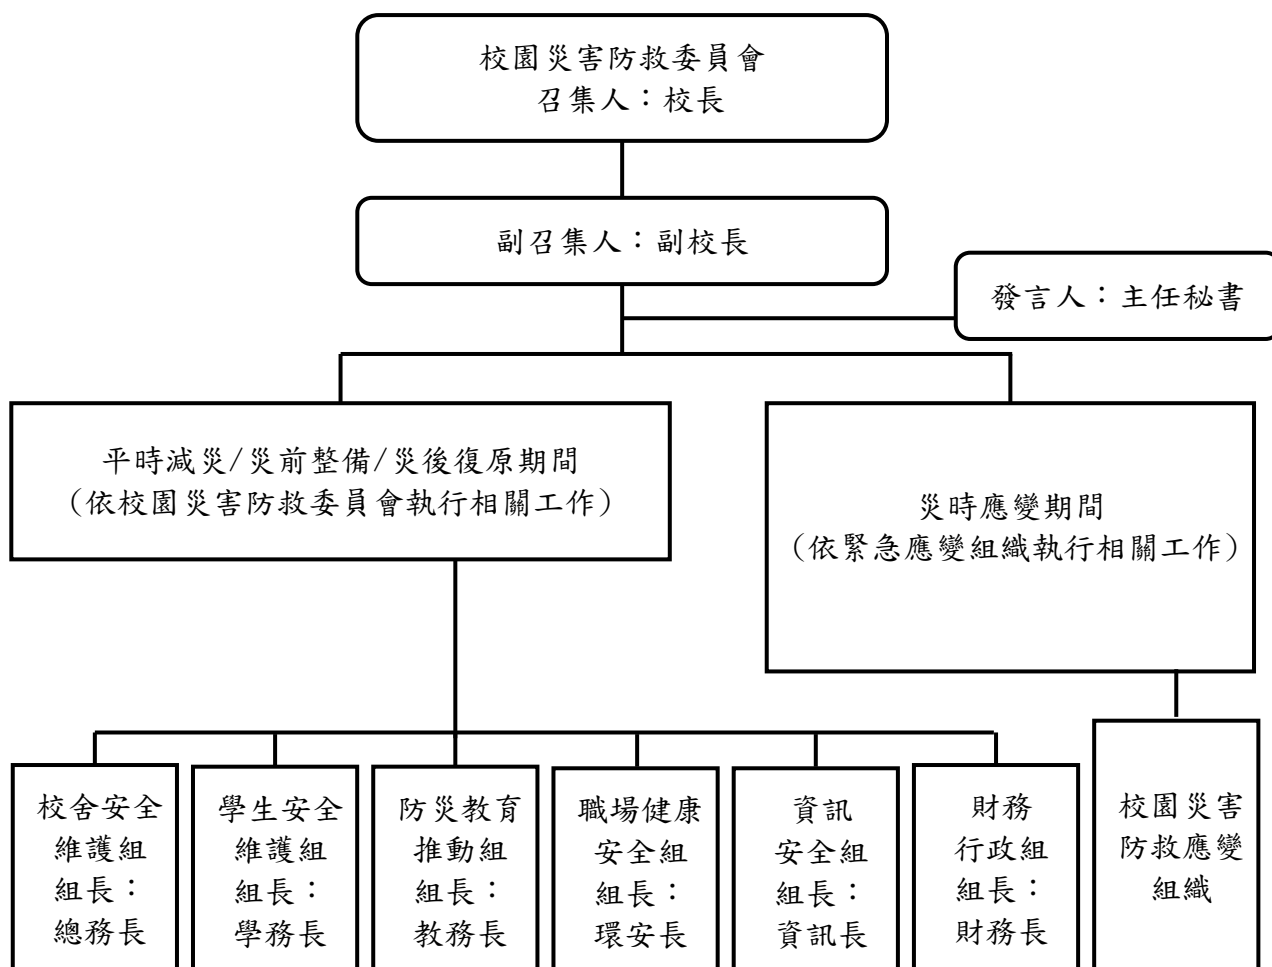 校園災害防救委員會
召集人：校長
副召集人：副校長
發言人：主任秘書
平時減災/災前整備/災後復原期間
(依校園災害防救委員會執行相關工作)
災時應變期間
(依緊急應變組織執行相關工作)
校舍安全
維護組
組長：
總務長
學生安全
維護組
組長：
學務長
防災教育
推動組
組長：
教務長
職場健康
安全組
組長：
環安長
資訊
安全組
組長：
資訊長
財務
行政組
組長：
財務長
校園災害
防救應變
組織